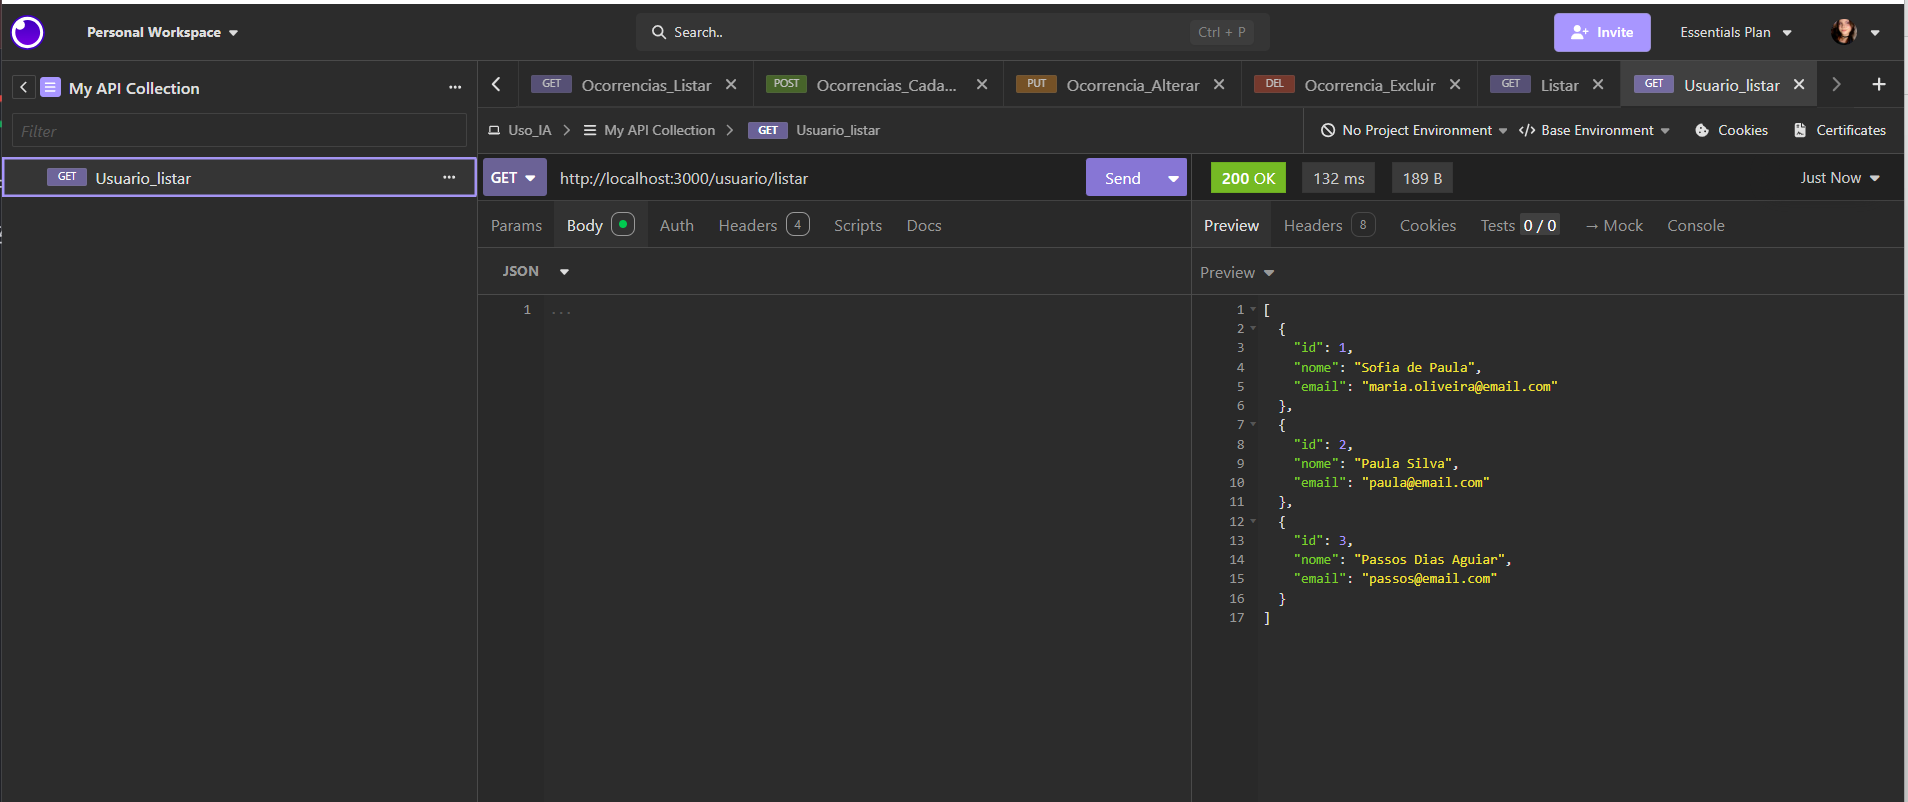 Personal Workspace
Search..
Ctrl + P
Invite
Essentials Plan
My API Collection
Filter
GET Usuario_listar
GET Ocorrencias_Listar
POST Ocorrencias_Cada...
PUT Ocorrencia_Alterar
DEL Ocorrencia_Excluir
GET Listar
GET Usuario_listar
Uso_IA
My API Collection
GET Usuario_listar
No Project Environment
Base Environment
Cookies
Certificates
GET http://localhost:3000/usuario/listar
Send
200 OK
132 ms
189 B
Just Now
Params
Body
Auth
Headers 4
Scripts
Docs
Preview
Headers 8
Cookies
Tests 0 / 0
→ Mock
Console
JSON
1 ...
Preview
1 [
2 {
3 "id": 1,
4 "nome": "Sofia de Paula",
5 "email": "maria.oliveira@email.com"
6 },
7 {
8 "id": 2,
9 "nome": "Paula Silva",
10 "email": "paula@email.com"
11 },
12 {
13 "id": 3,
14 "nome": "Passos Dias Aguiar",
15 "email": "passos@email.com"
16 }
17 ]